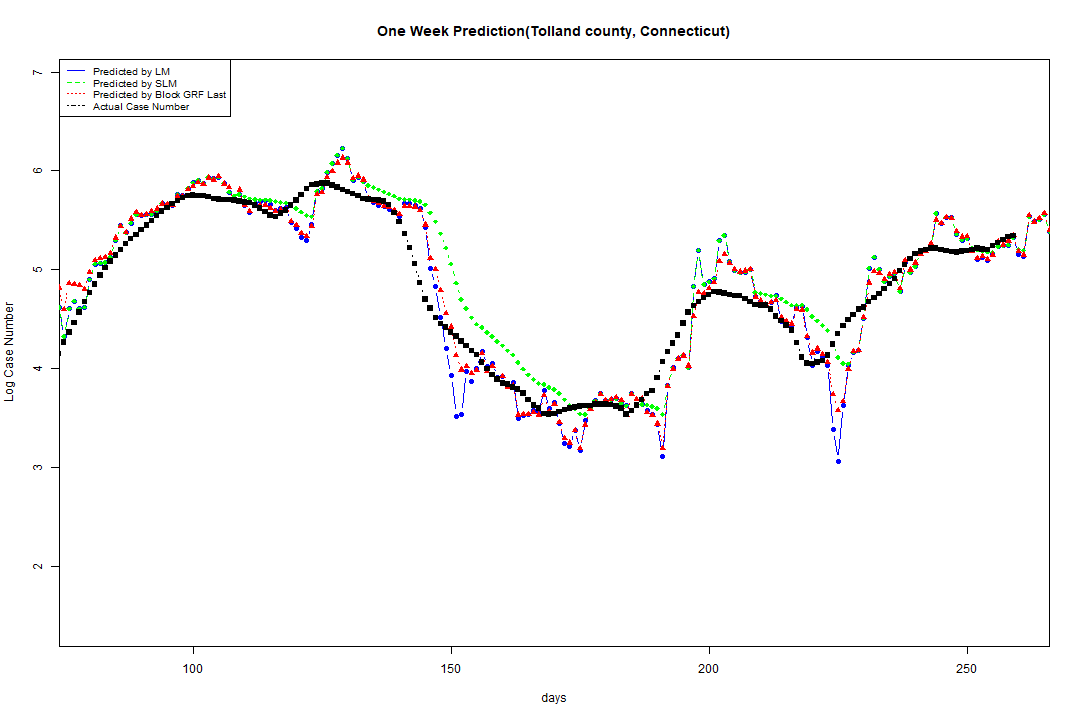 One Week Prediction(Tolland county, Connecticut)
Predicted by LM
Predicted by SLM
Predicted by Block GRF Last
Actual Case Number
7
6
5
4
3
2
Log Case Number
100
150
200
250
days